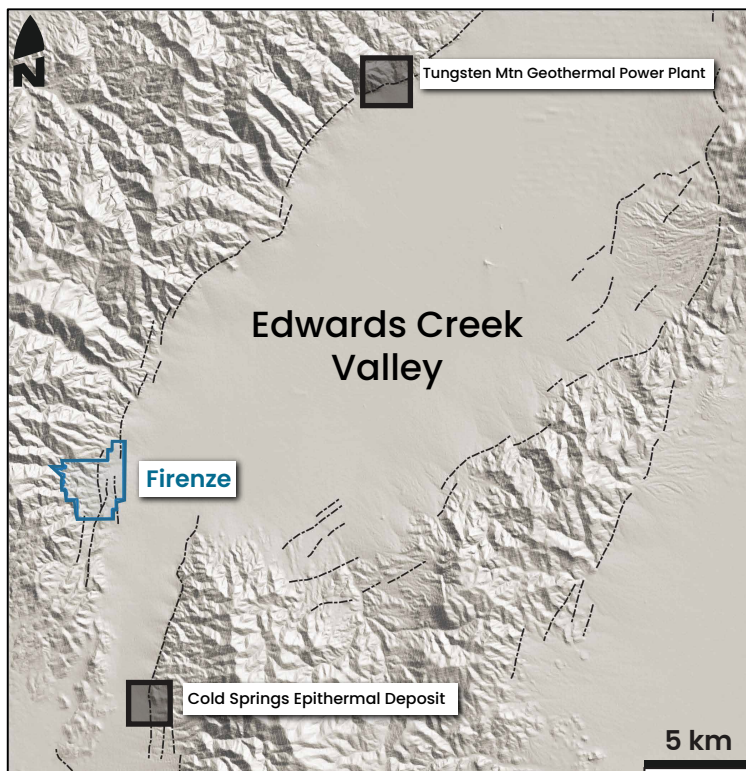 N
Tungsten Mtn Geothermal Power Plant
Edwards Creek
Valley
Firenze
Cold Springs Epithermal Deposit
5 km